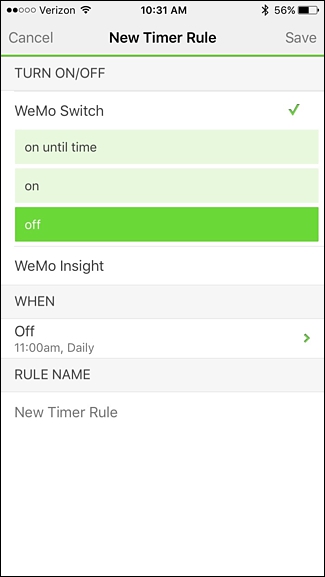 Verizon 10:31 AM 56%
Cancel New Timer Rule Save
TURN ON/OFF
WeMo Switch
on until time
on
off
WeMo Insight
WHEN
Off
11:00am, Daily
RULE NAME
New Timer Rule